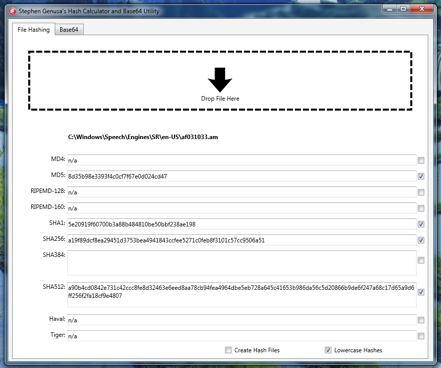 Stephen Genusa's Hash Calculator and Base64 Utility
File Hashing Base64
Drop File Here
C:\Windows\Speech\Engines\SR\en-US\af031033.am
MD4: n/a
MD5: 8d35b98e3393f4c0cf7f67e0d024cd47
RIPEMD-128: n/a
RIPEMD-160: n/a
SHA1: 5e20919f60700b3a88b484810be50bbf238ae198
SHA256: a19f89dcf8ea29451d3753bea4941843ccfee5271c0feb8f3101c57cc9506a51
SHA384:
SHA512: a90b4cd0842e731c42ccc8fe8d32463e6eed8aa78cb94fea4964dbe5eb728a645c41653b986da56c5d20866b9de6f247a68c17d65a9d6
ff256f2fa18cf9e4807
Haval: n/a
Tiger: n/a
Create Hash Files Lowercase Hashes